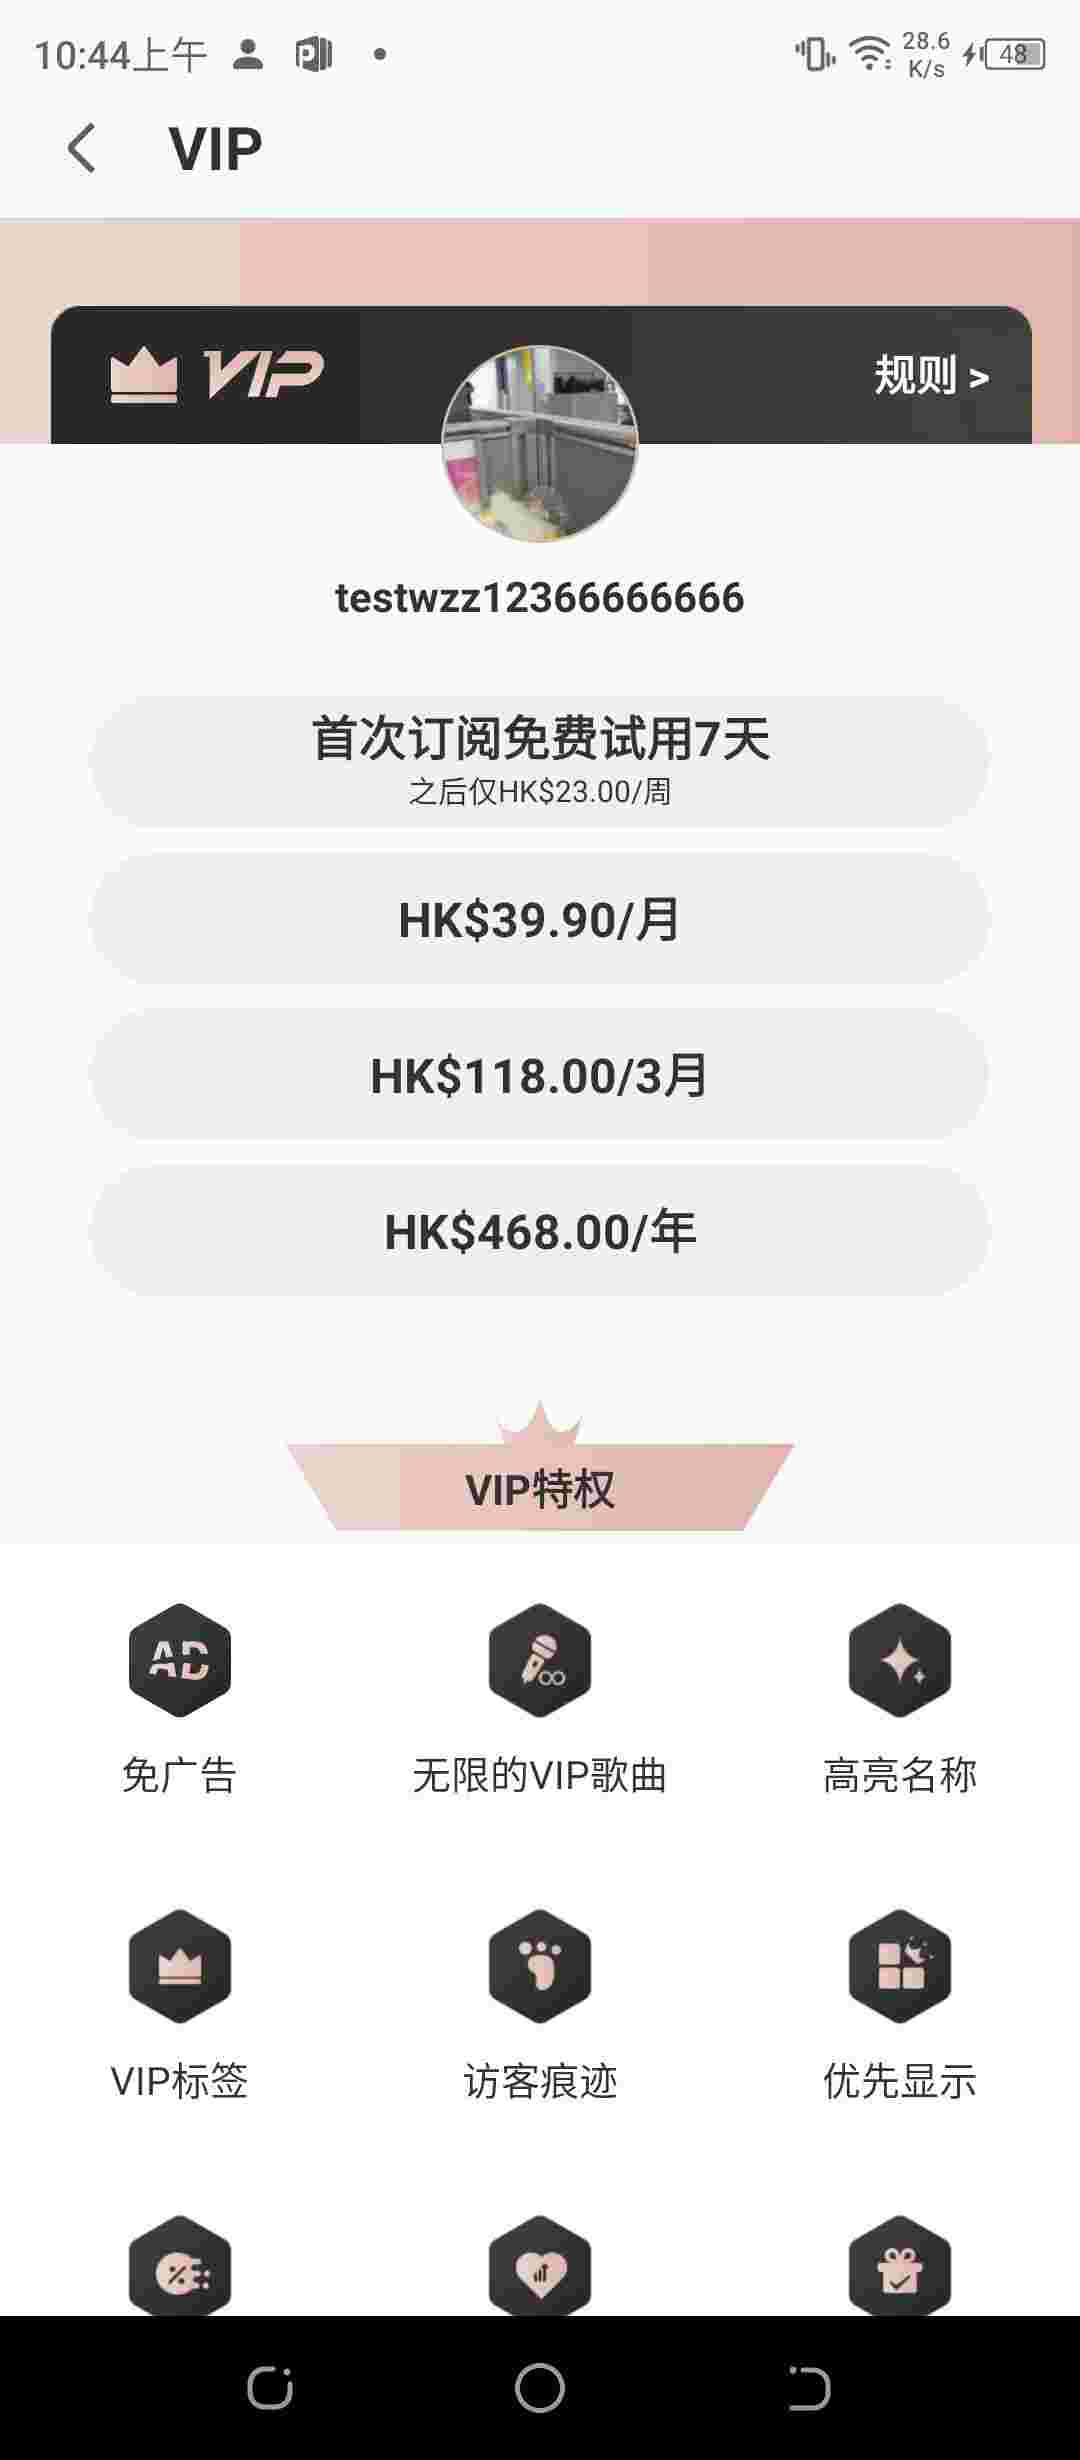 10:44上午
28.6
K/s
48
VIP
VIP
规则 >
testwzz12366666666
首次订阅免费试用7天
之后仅HK$23.00/周
HK$39.90/月
HK$118.00/3月
HK$468.00/年
VIP特权
AD
免广告
无限的VIP歌曲
高亮名称
VIP标签
访客痕迹
优先显示